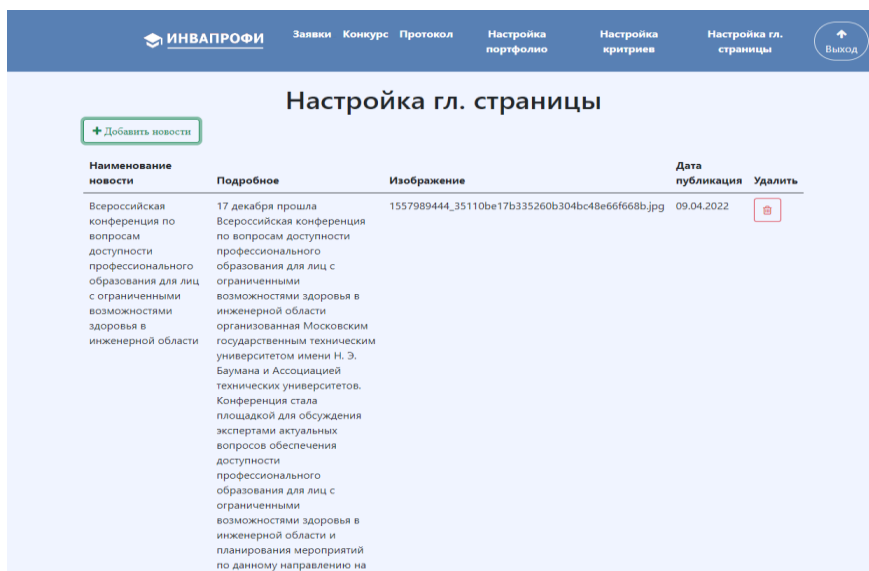 ИНВАПРОФИ
Заявки Конкурс Протокол Настройка портфолио Настройка критриев Настройка гл. страницы Выход
Настройка гл. страницы
+ Добавить новости
Наименование новости Подробное Изображение Дата публикация Удалить
Всероссийская
конференция по
вопросам
доступности
профессионального
образования для лиц
с ограниченными
возможностями
здоровья в
инженерной области
17 декабря прошла
Всероссийская конференция
по вопросам доступности
профессионального
образования для лиц с
ограниченными
возможностями здоровья в
инженерной области
организованная Московским
государственным техническим
университетом имени Н. Э.
Баумана и Ассоциацией
технических университетов.
Конференция стала
площадкой для обсуждения
экспертами актуальных
вопросов обеспечения
доступности
профессионального
образования для лиц с
ограниченными
возможностями здоровья в
инженерной области и
планирования мероприятий
по данному направлению на
1557989444_35110be17b335260b304bc48e66f668b.jpg
09.04.2022